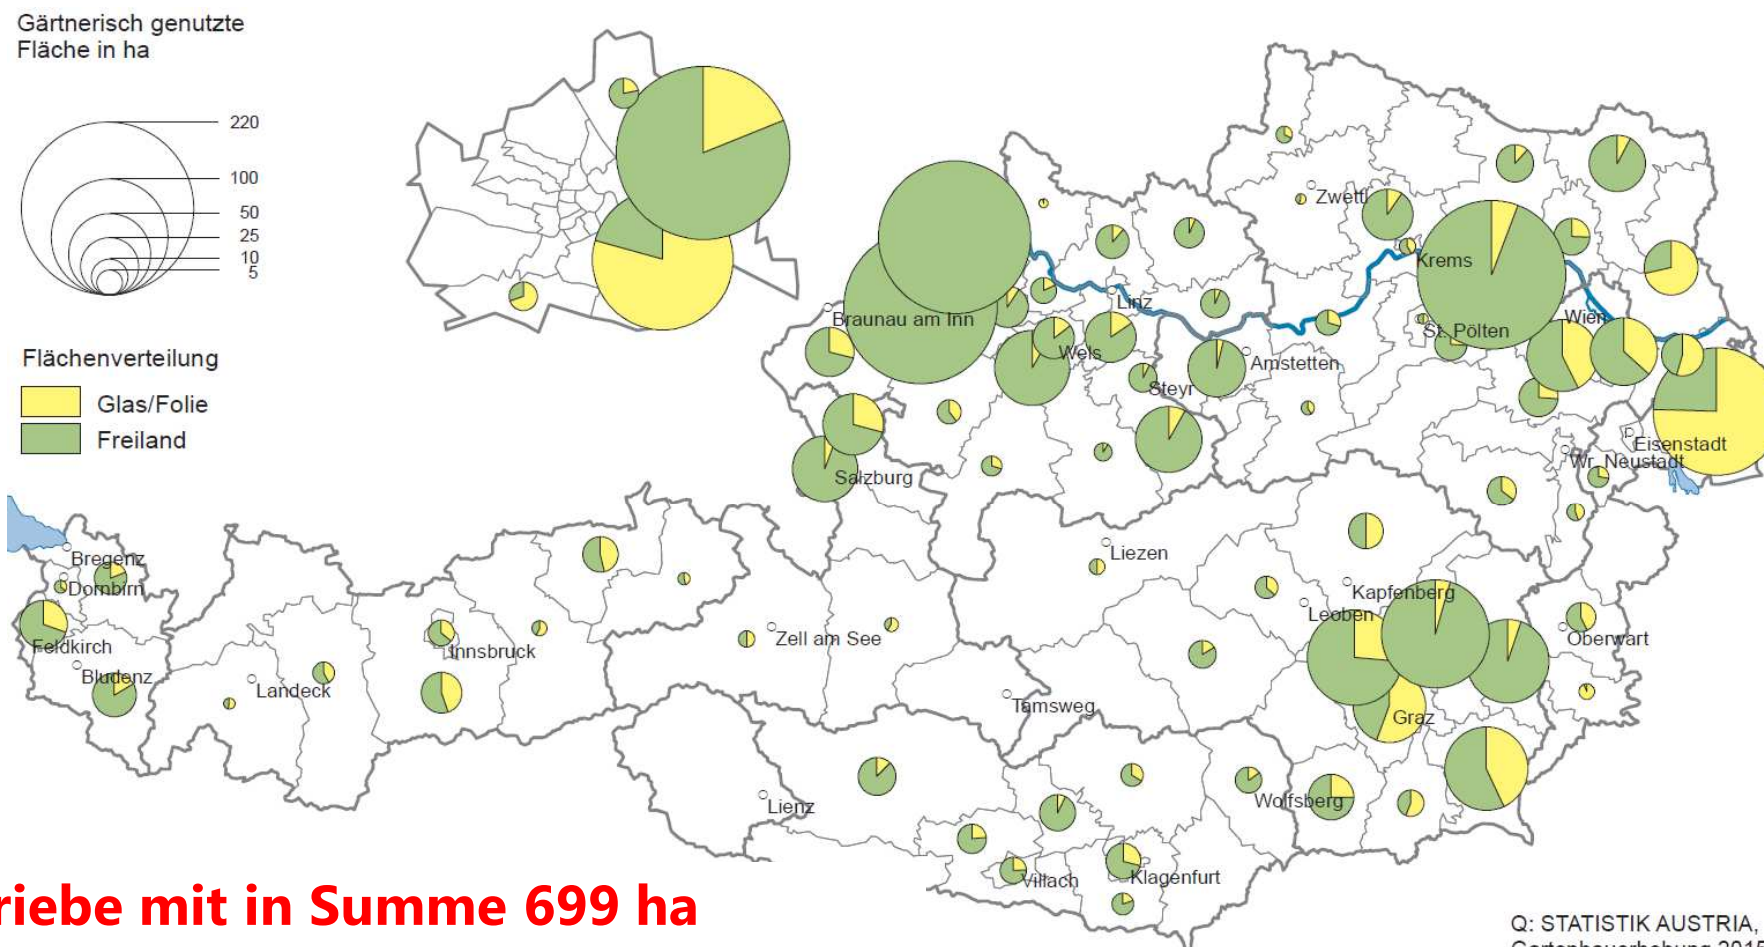 Gärtnerisch genutzte
Fläche in ha
220
100
50
25
10
5
Flächenverteilung
Glas/Folie
Freiland
Zwettl
Krems
Linz
Braunau am Inn
St. Pölten
Wien
Wels
Amstetten
Steyr
Eisenstadt
Wr. Neustadt
Salzburg
Bregenz
Dornbirn
Liezen
Kapfenberg
Leoben
Feldkirch
Innsbruck
Zell am See
Oberwart
Bludenz
Landeck
Tamsweg
Graz
Lienz
Wolfsberg
Villach
Klagenfurt
riebe mit in Summe 699 ha
Q: STATISTIK AUSTRIA,